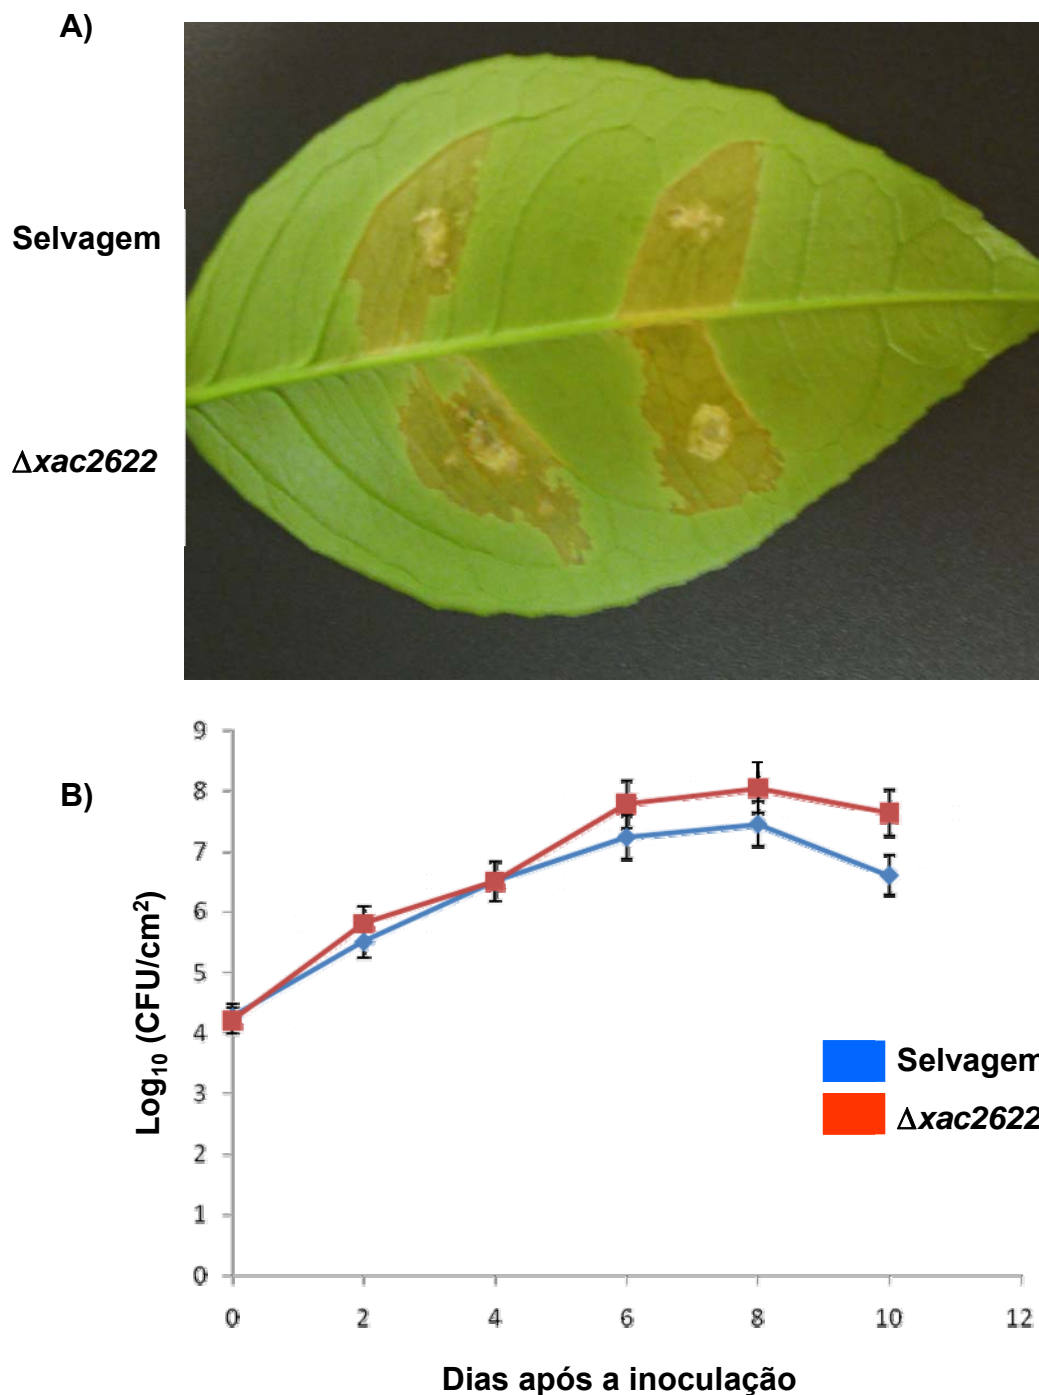 A)
Selvagem
Δxac2622
B)
9
8
7
6
5
4
3
2
1
0
Log₁₀ (CFU/cm²)
Selvagem
Δxac2622
0 2 4 6 8 10 12
Dias após a inoculação